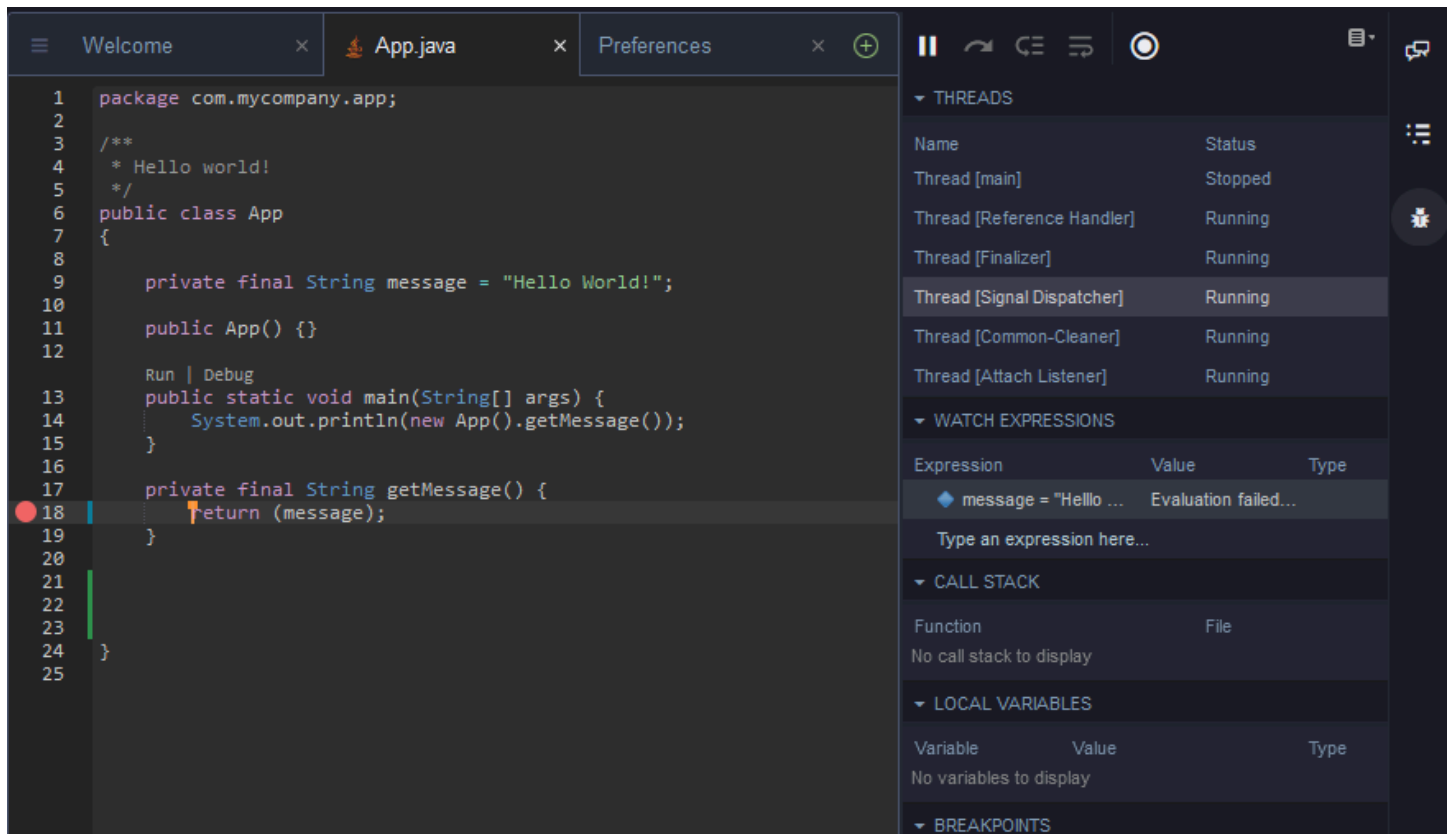 Welcome
App.java
Preferences
1 package com.mycompany.app;
2
3 /**
4 * Hello world!
5 */
6 public class App
7 {
8
9 private final String message = "Hello World!";
10
11 public App() {}
12
Run | Debug
13 public static void main(String[] args) {
14 System.out.println(new App().getMessage());
15 }
16
17 private final String getMessage() {
18 return (message);
19 }
20
21
22
23
24 }
25
THREADS
Name Status
Thread [main] Stopped
Thread [Reference Handler] Running
Thread [Finalizer] Running
Thread [Signal Dispatcher] Running
Thread [Common-Cleaner] Running
Thread [Attach Listener] Running
WATCH EXPRESSIONS
Expression Value Type
message = "Helllo ... Evaluation failed...
Type an expression here...
CALL STACK
Function File
No call stack to display
LOCAL VARIABLES
Variable Value Type
No variables to display
BREAKPOINTS